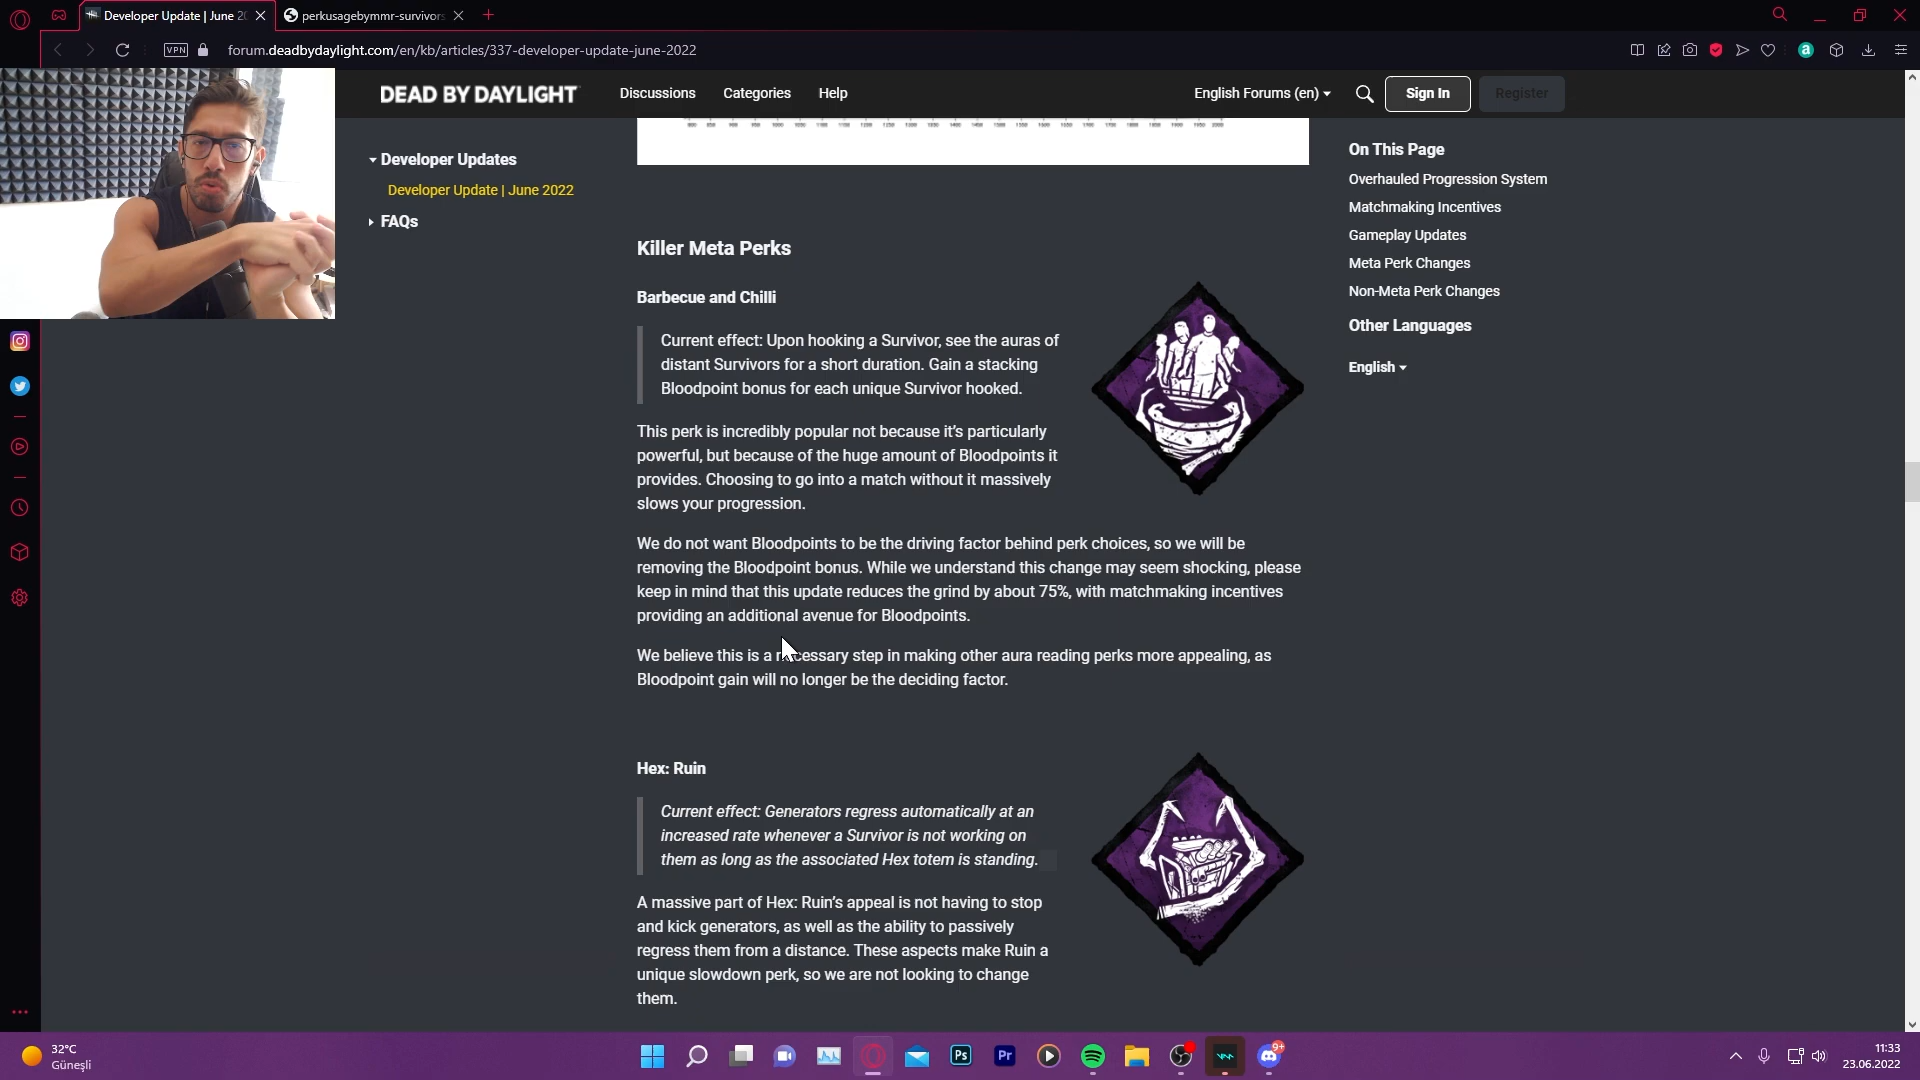 Developer Update | June 20
perkusagebymmr-survivors
VPN
forum.deadbydaylight.com/en/kb/articles/337-developer-update-june-2022
DEAD BY DAYLIGHT
Discussions
Categories
Help
English Forums (en)
Sign In
Register
Developer Updates
Developer Update | June 2022
FAQs
On This Page
Overhauled Progression System
Matchmaking Incentives
Gameplay Updates
Meta Perk Changes
Non-Meta Perk Changes
Other Languages
English
Killer Meta Perks
Barbecue and Chilli
Current effect: Upon hooking a Survivor, see the auras of
distant Survivors for a short duration. Gain a stacking
Bloodpoint bonus for each unique Survivor hooked.
This perk is incredibly popular not because it's particularly
powerful, but because of the huge amount of Bloodpoints it
provides. Choosing to go into a match without it massively
slows your progression.
We do not want Bloodpoints to be the driving factor behind perk choices, so we will be
removing the Bloodpoint bonus. While we understand this change may seem shocking, please
keep in mind that this update reduces the grind by about 75%, with matchmaking incentives
providing an additional avenue for Bloodpoints.
We believe this is a necessary step in making other aura reading perks more appealing, as
Bloodpoint gain will no longer be the deciding factor.
Hex: Ruin
Current effect: Generators regress automatically at an
increased rate whenever a Survivor is not working on
them as long as the associated Hex totem is standing.
A massive part of Hex: Ruin's appeal is not having to stop
and kick generators, as well as the ability to passively
regress them from a distance. These aspects make Ruin a
unique slowdown perk, so we are not looking to change
them.
32°C
Güneşli
Ps
Pr
9+
11:33
23.06.2022